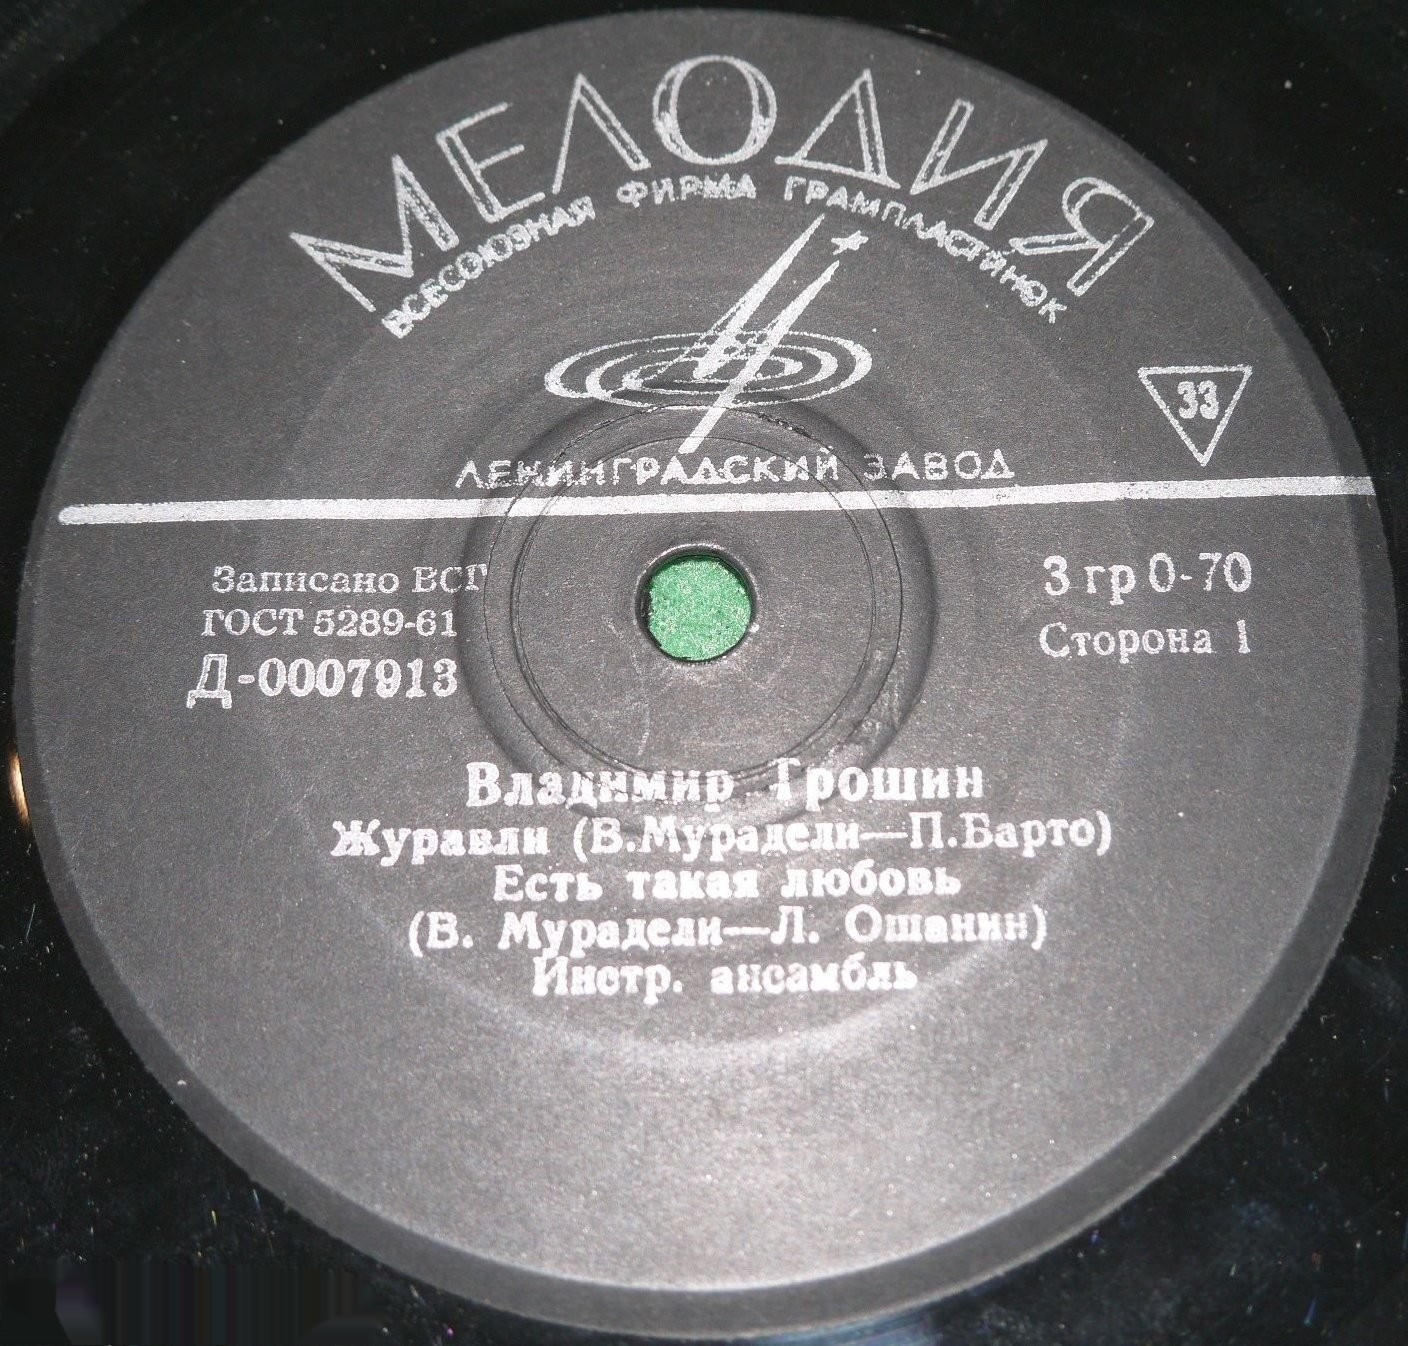 МЕЛОДИЯ
ВСЕСОЮЗНАЯ ФИРМА ГРАМПЛАСТИНОК
33
ЛЕНИНГРАДСКИЙ ЗАВОД
Записано ВСГ
3 гр 0-70
ГОСТ 5289-61
Сторона 1
Д-0007913
Владимир Трошин
Журавли (В.Мурадели—П.Барто)
Есть такая любовь
(В. Мурадели—Л. Ошанин)
Инстр. ансамбль